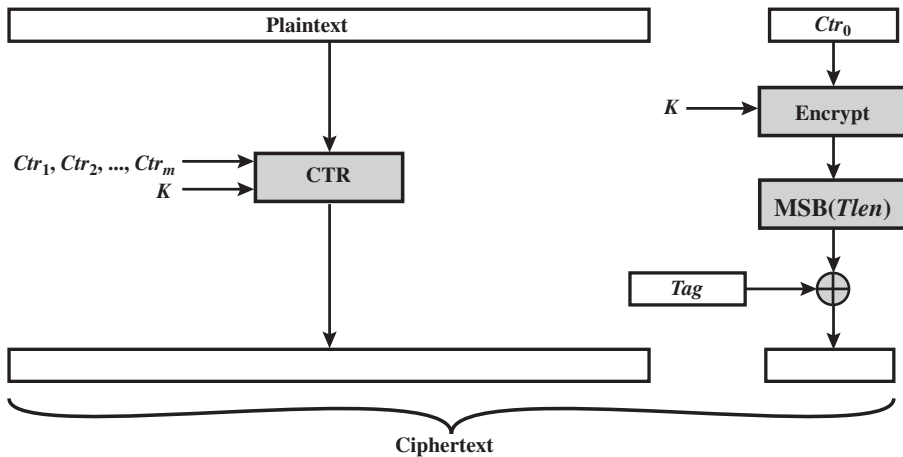 Plaintext
Ctr₀
K
Encrypt
Ctr₁, Ctr₂, ..., Ctrₘ
K
CTR
MSB(Tlen)
Tag
Ciphertext